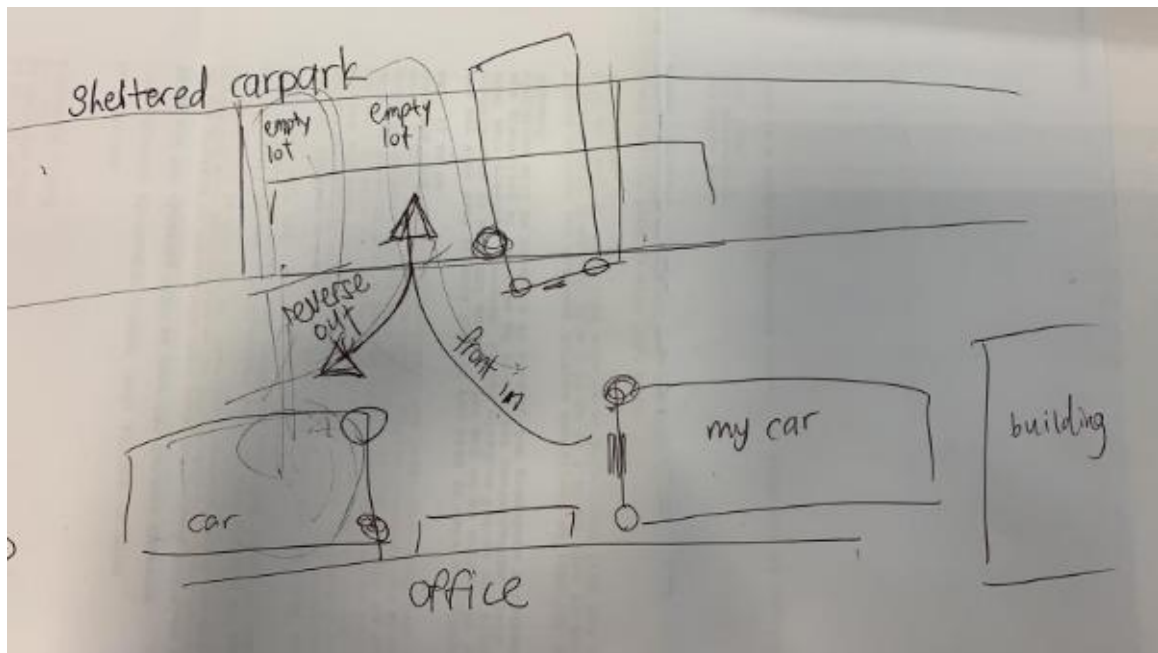 Sheltered carpark
empty
lot
empty
lot
reverse
out
front in
my car
building
car
office